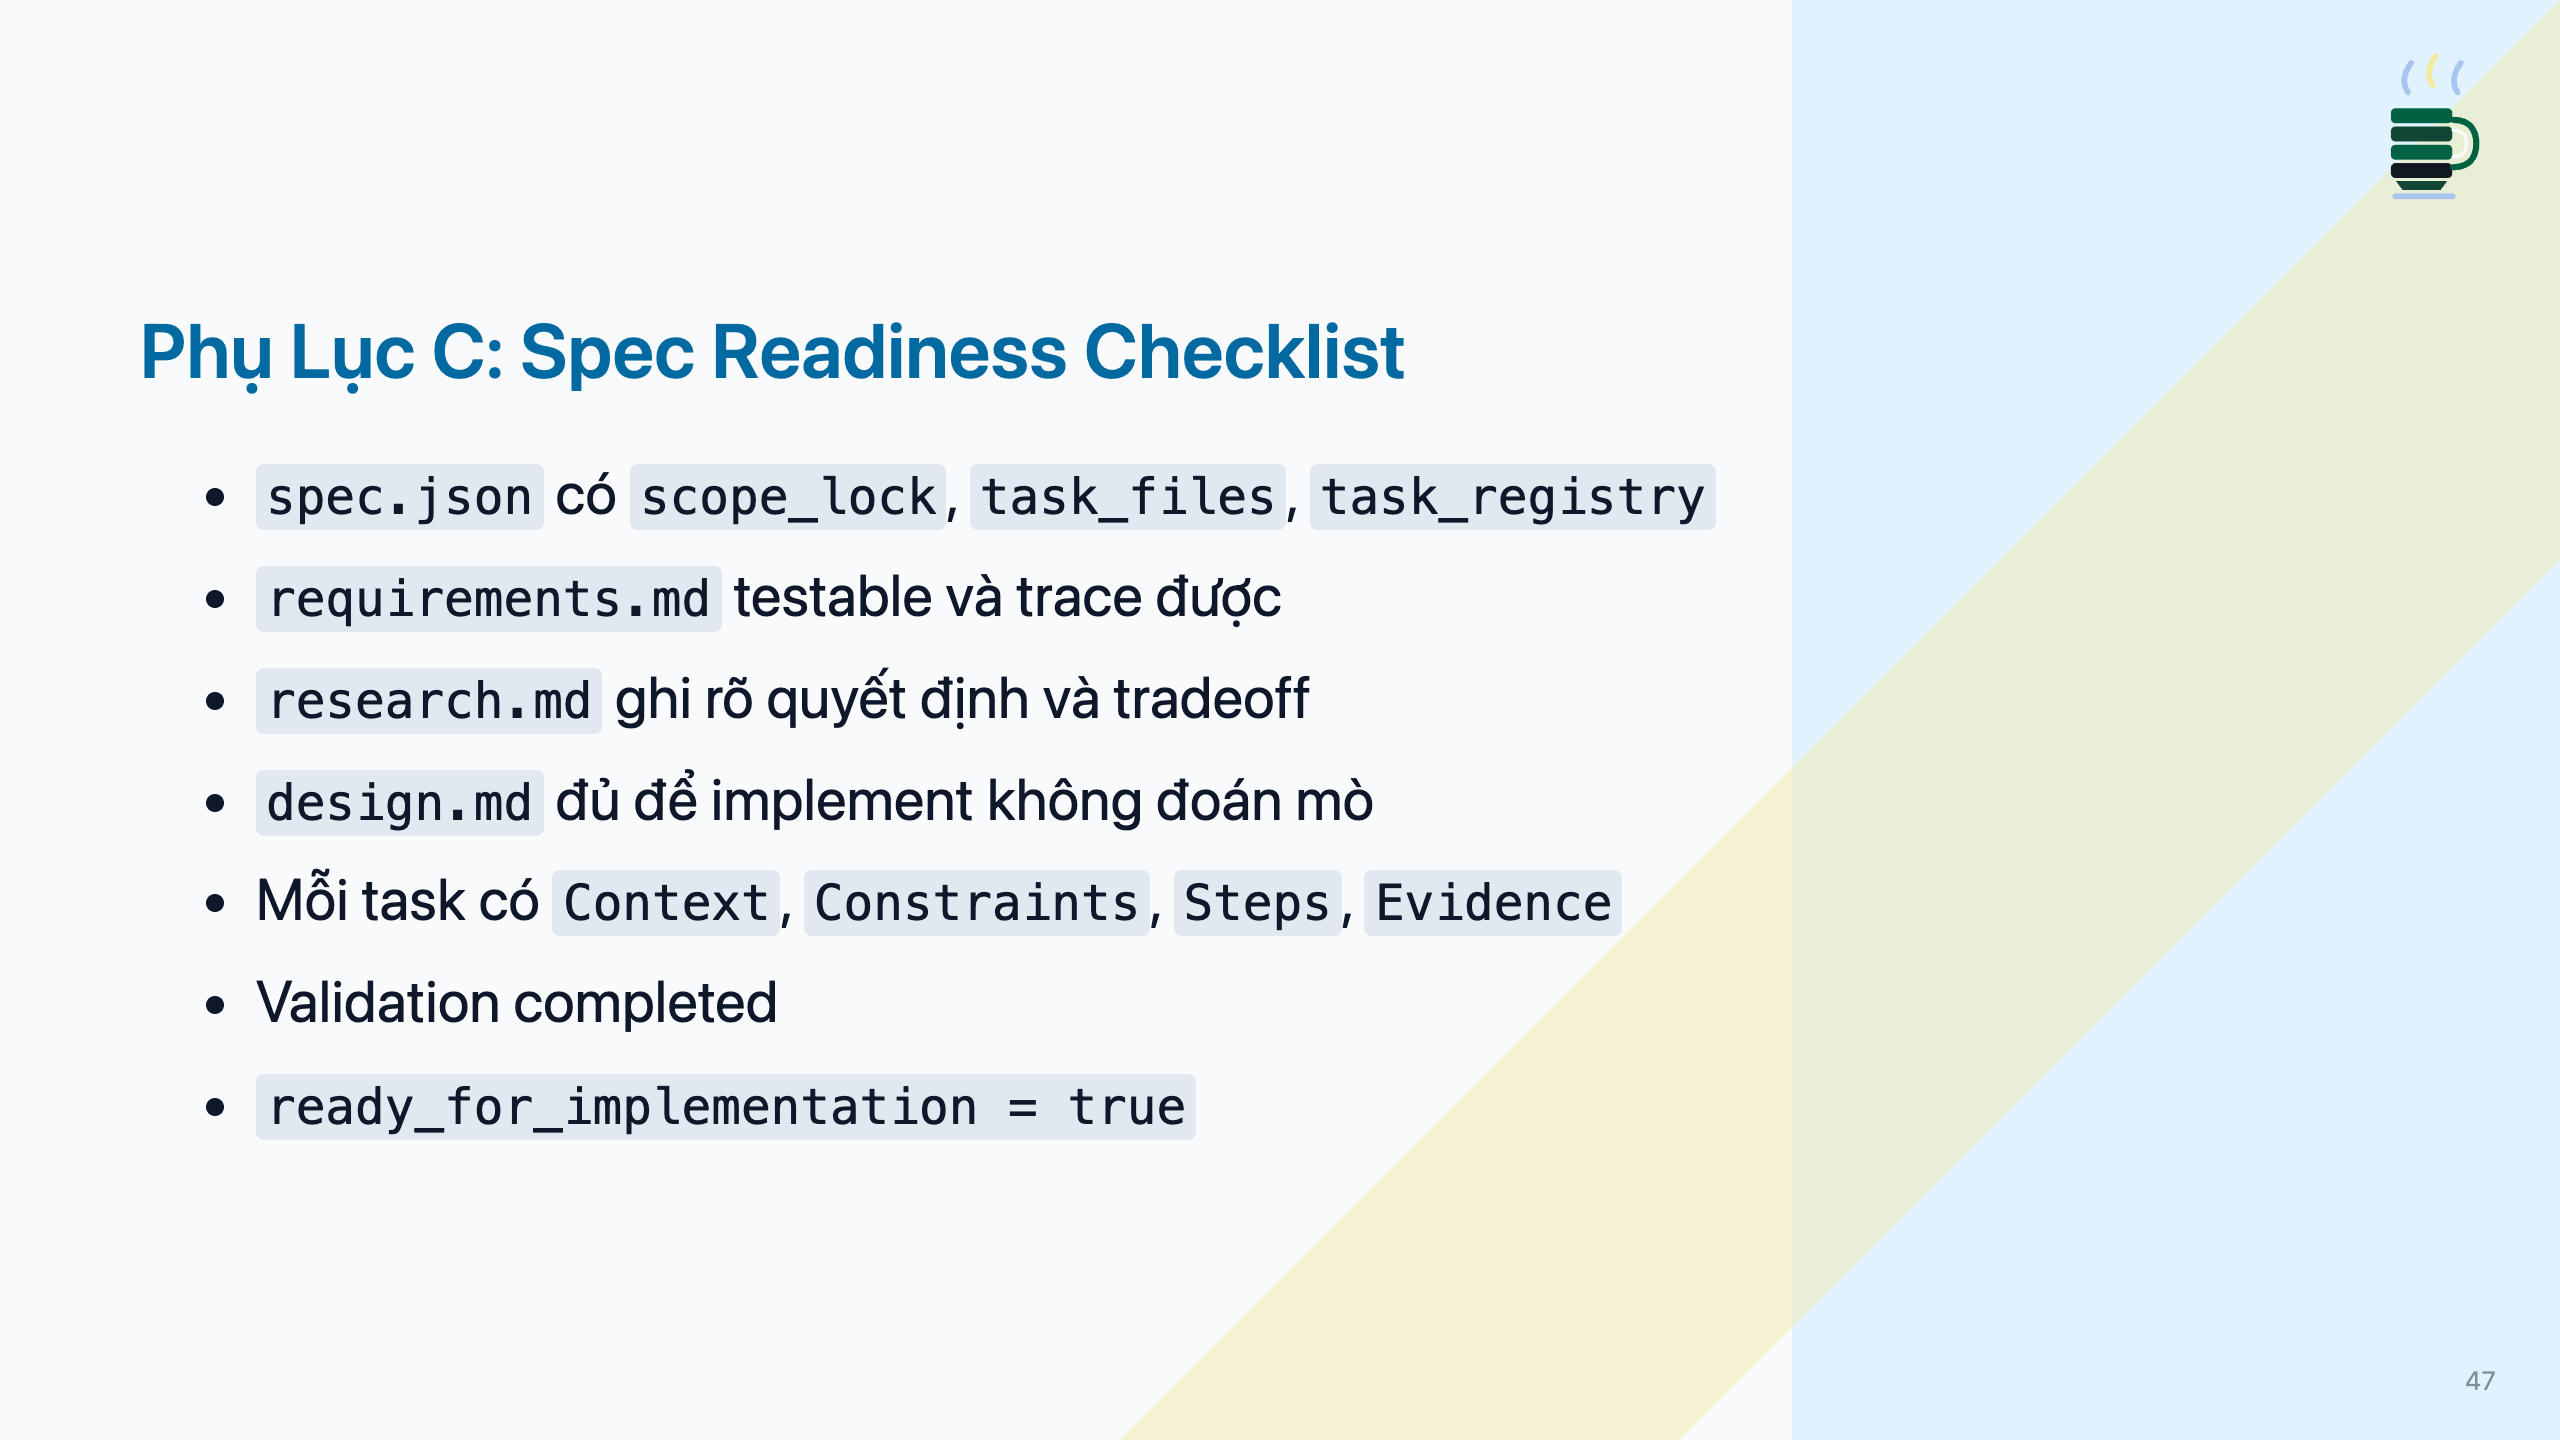 Phụ Lục C: Spec Readiness Checklist
spec.json có scope_lock, task_files, task_registry
requirements.md testable và trace được
research.md ghi rõ quyết định và tradeoff
design.md đủ để implement không đoán mò
Mỗi task có Context, Constraints, Steps, Evidence
Validation completed
ready_for_implementation = true
47